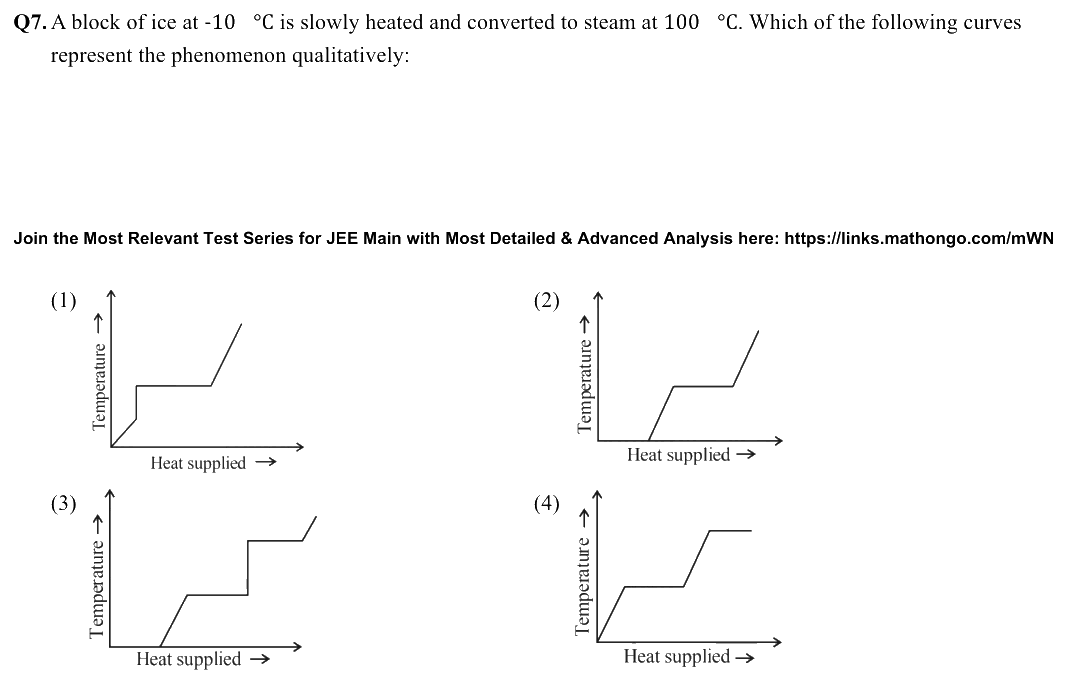 Q7. A block of ice at -10 °C is slowly heated and converted to steam at 100 °C. Which of the following curves
represent the phenomenon qualitatively:
Join the Most Relevant Test Series for JEE Main with Most Detailed & Advanced Analysis here: https://links.mathongo.com/mWN
(1)
Temperature →
Heat supplied →
(2)
Temperature →
Heat supplied →
(3)
Temperature →
Heat supplied →
(4)
Temperature →
Heat supplied →